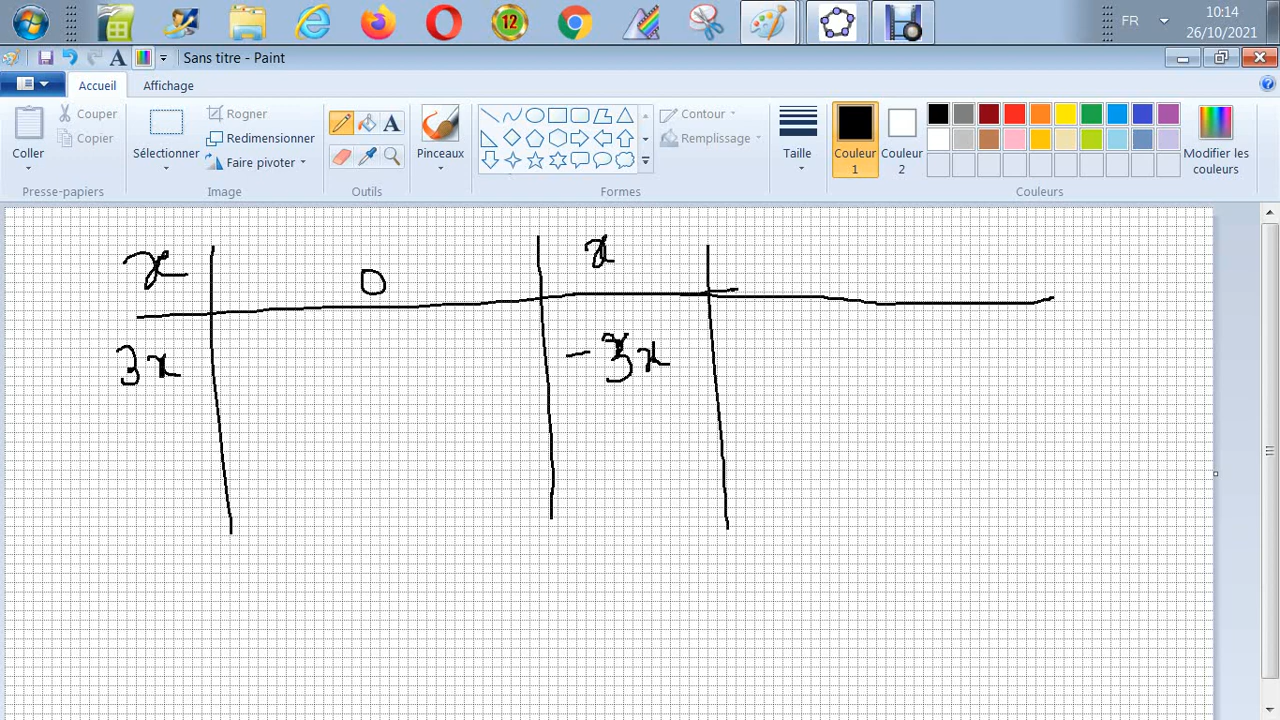 12
FR
10:14
26/10/2021
Sans titre - Paint
Accueil
Affichage
Coller
Couper
Copier
Presse-papiers
Sélectionner
Rogner
Redimensionner
Faire pivoter
Image
A
Outils
Pinceaux
Formes
Contour
Remplissage
Taille
Couleur
1
Couleur
2
Modifier les
couleurs
Couleurs
x 0 x
3x -3x